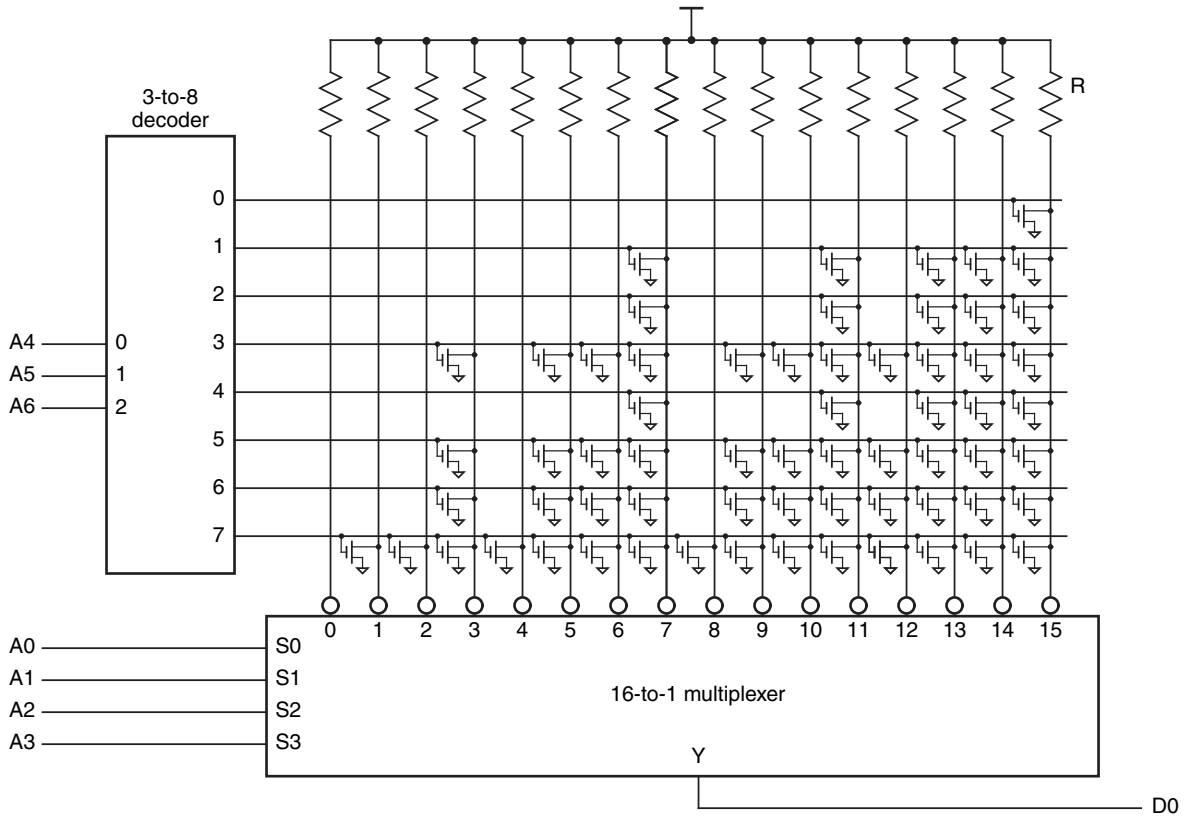 R
3-to-8
decoder
0
1
2
A4 0 3
A5 1
A6 2 4
5
6
7
0 1 2 3 4 5 6 7 8 9 10 11 12 13 14 15
A0 S0
A1 S1
A2 S2
A3 S3
16-to-1 multiplexer
Y
D0